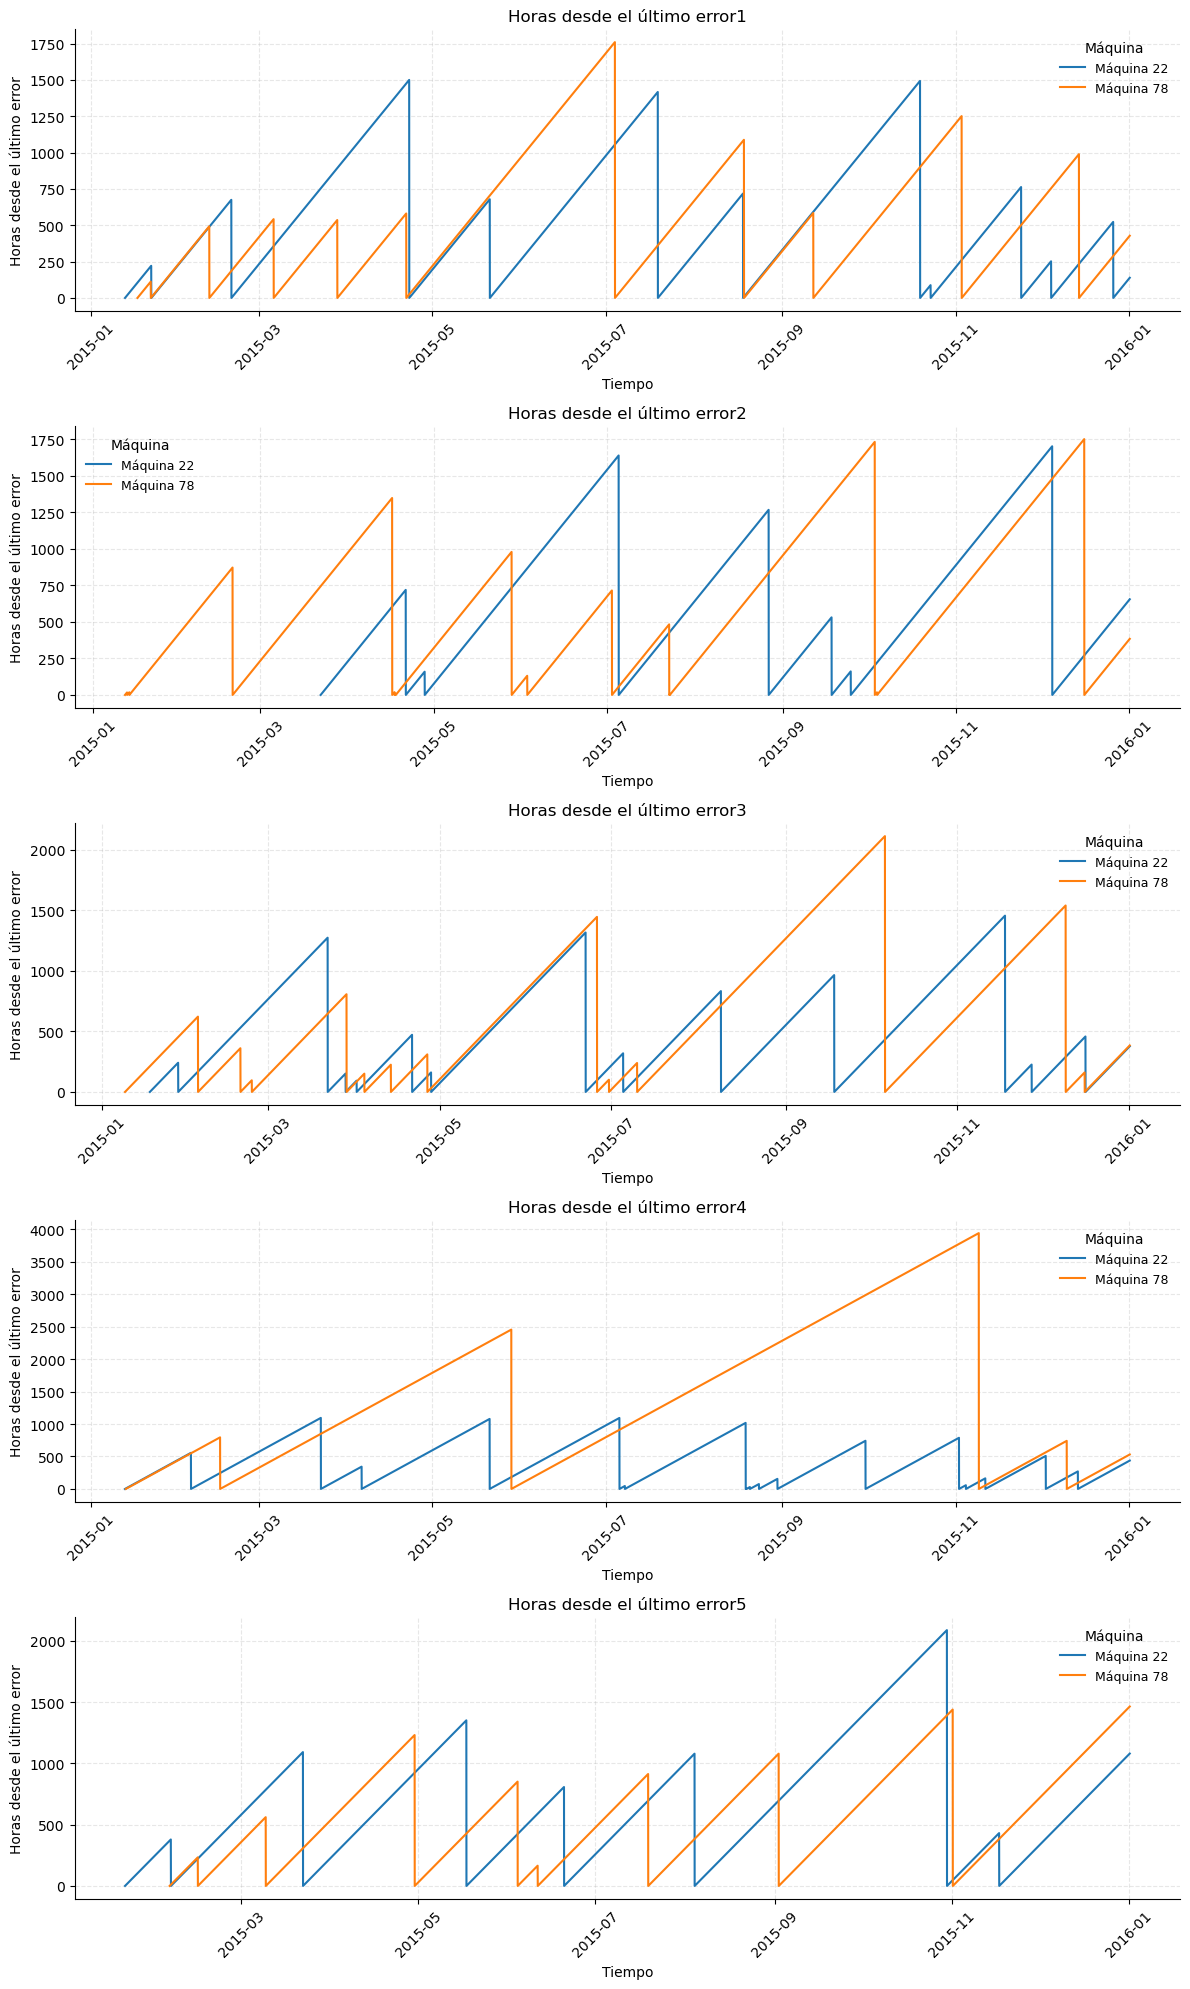 Horas desde el último error1
Horas desde el último error
1750
1500
1250
1000
750
500
250
0
Máquina
Máquina 22
Máquina 78
2015-01
2015-03
2015-05
2015-07
2015-09
2015-11
2016-01
Tiempo
Horas desde el último error2
Horas desde el último error
1750
1500
1250
1000
750
500
250
0
Máquina
Máquina 22
Máquina 78
2015-01
2015-03
2015-05
2015-07
2015-09
2015-11
2016-01
Tiempo
Horas desde el último error3
Horas desde el último error
2000
1500
1000
500
0
Máquina
Máquina 22
Máquina 78
2015-01
2015-03
2015-05
2015-07
2015-09
2015-11
2016-01
Tiempo
Horas desde el último error4
Horas desde el último error
4000
3500
3000
2500
2000
1500
1000
500
0
Máquina
Máquina 22
Máquina 78
2015-01
2015-03
2015-05
2015-07
2015-09
2015-11
2016-01
Tiempo
Horas desde el último error5
Horas desde el último error
2000
1500
1000
500
0
Máquina
Máquina 22
Máquina 78
2015-03
2015-05
2015-07
2015-09
2015-11
2016-01
Tiempo